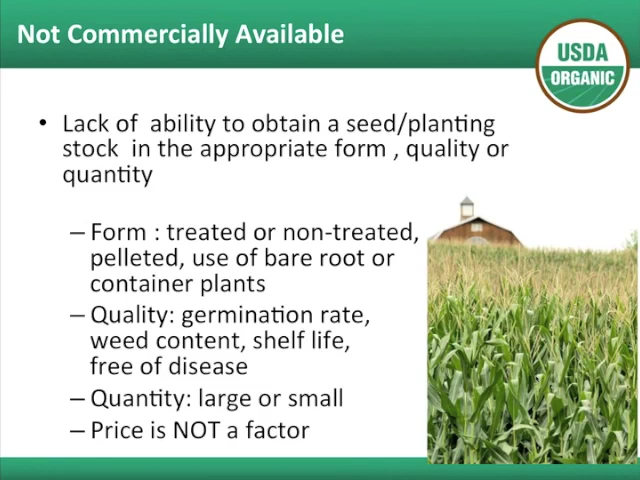 Not Commercially Available
USDA
ORGANIC
• Lack of ability to obtain a seed/planting
stock in the appropriate form , quality or
quantity
– Form : treated or non-treated,
pelleted, use of bare root or
container plants
– Quality: germination rate,
weed content, shelf life,
free of disease
– Quantity: large or small
– Price is NOT a factor